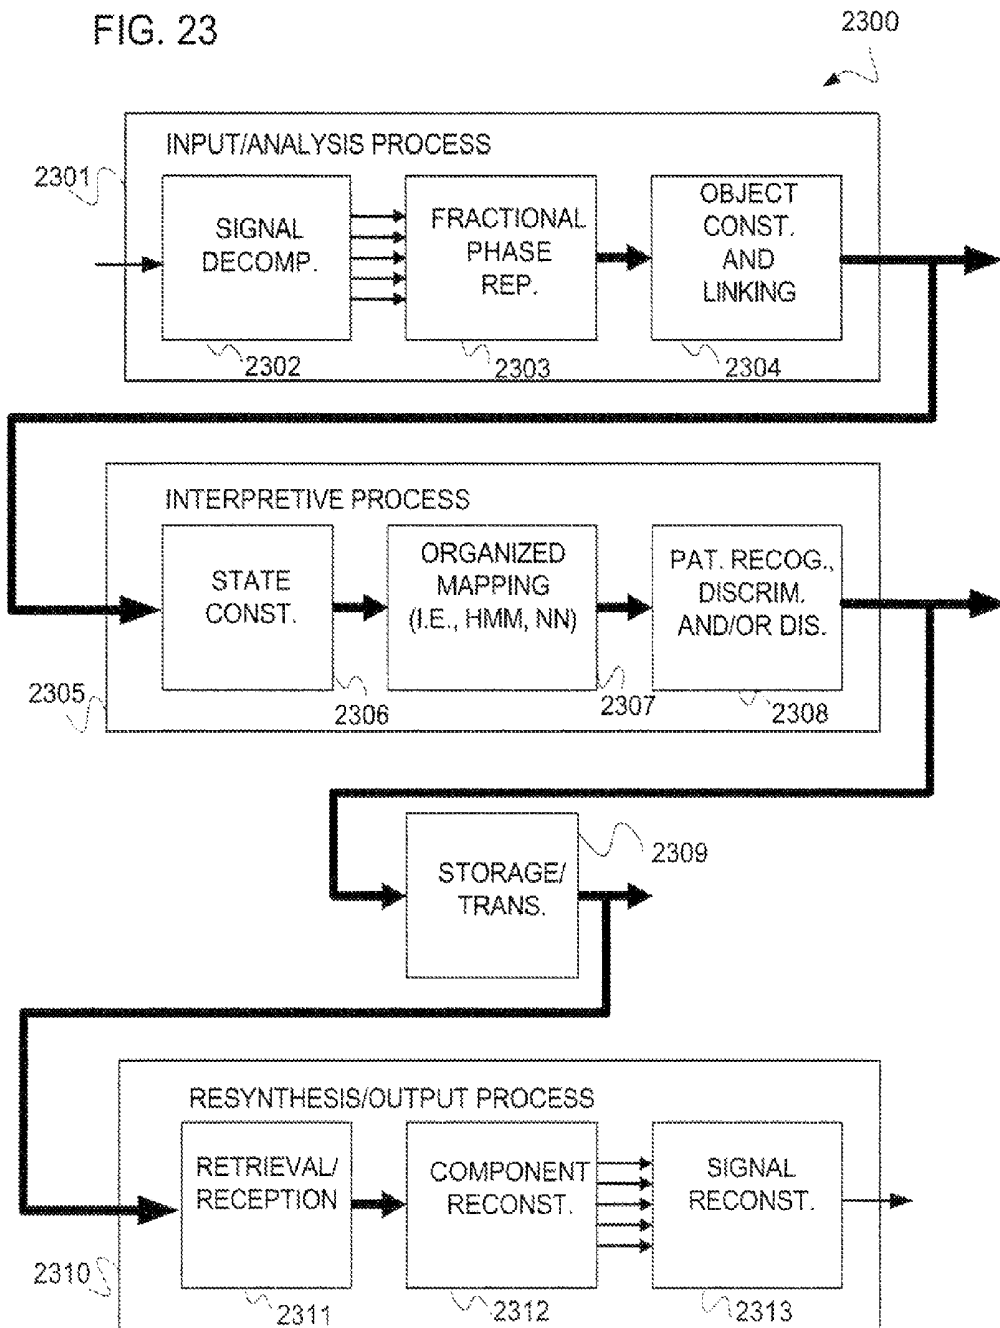 FIG. 23
2300
INPUT/ANALYSIS PROCESS
2301
SIGNAL
DECOMP.
2302
FRACTIONAL
PHASE
REP.
2303
OBJECT
CONST.
AND
LINKING
2304
INTERPRETIVE PROCESS
STATE
CONST.
2305
2306
ORGANIZED
MAPPING
(I.E., HMM, NN)
2307
PAT. RECOG.,
DISCRIM.
AND/OR DIS.
2308
STORAGE/
TRANS.
2309
RESYNTHESIS/OUTPUT PROCESS
RETRIEVAL/
RECEPTION
2310
2311
COMPONENT
RECONST.
2312
SIGNAL
RECONST.
2313